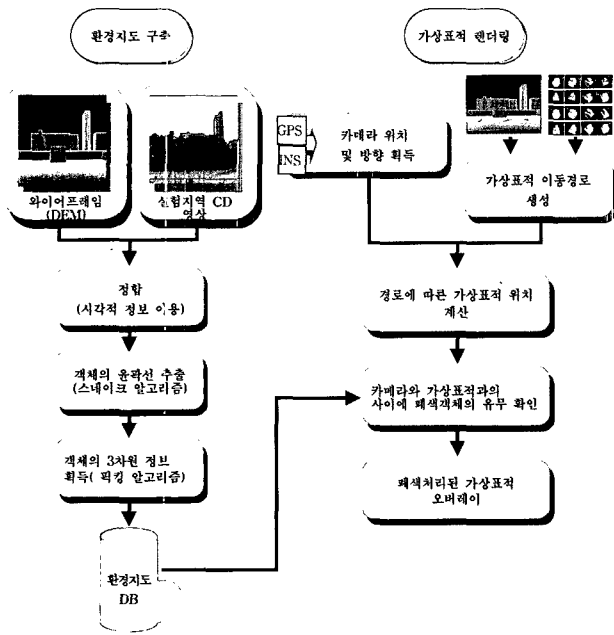 환경지도 구축
와이어프레임
(DEM)
실험지역 CD
영상
정합
(시각적 정보 이용)
객체의 윤곽선 추출
(스네이크 알고리즘)
객체의 3차원 정보
획득( 픽킹 알고리즘)
환경지도
DB
가상표적 렌더링
GPS
INS
카메라 위치
및 방향 획득
가상표적 이동경로
생성
경로에 따른 가상표적 위치
계산
카메라와 가상표적과의
사이에 폐색객체의 유무 확인
폐색처리된 가상표적
오버레이